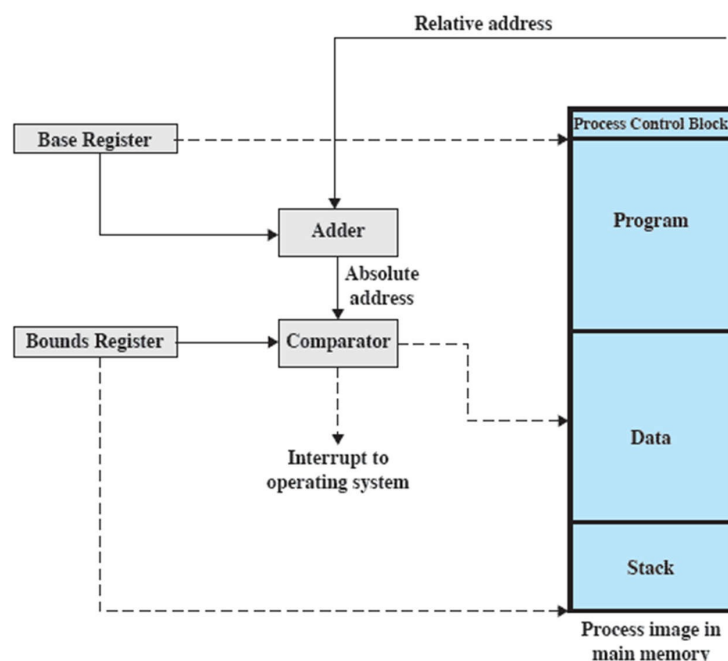 Relative address
Process Control Block
Base Register
Program
Adder
Absolute
address
Bounds Register
Comparator
Data
Interrupt to
operating system
Stack
Process image in
main memory